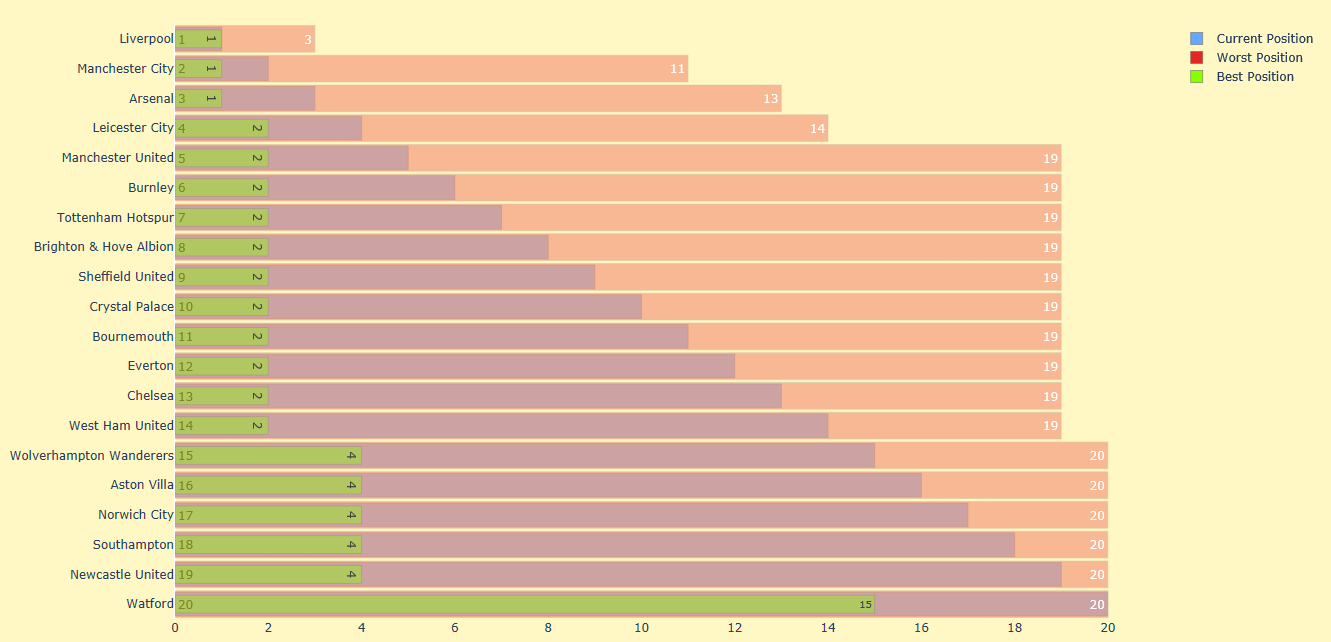 Liverpool 1 1 3
Manchester City 2 1 11
Arsenal 3 1 13
Leicester City 4 2 14
Manchester United 5 2 19
Burnley 6 2 19
Tottenham Hotspur 7 2 19
Brighton & Hove Albion 8 2 19
Sheffield United 9 2 19
Crystal Palace 10 2 19
Bournemouth 11 2 19
Everton 12 2 19
Chelsea 13 2 19
West Ham United 14 2 19
Wolverhampton Wanderers 15 4 20
Aston Villa 16 4 20
Norwich City 17 4 20
Southampton 18 4 20
Newcastle United 19 4 20
Watford 20 15 20
0 2 4 6 8 10 12 14 16 18 20
Current Position
Worst Position
Best Position